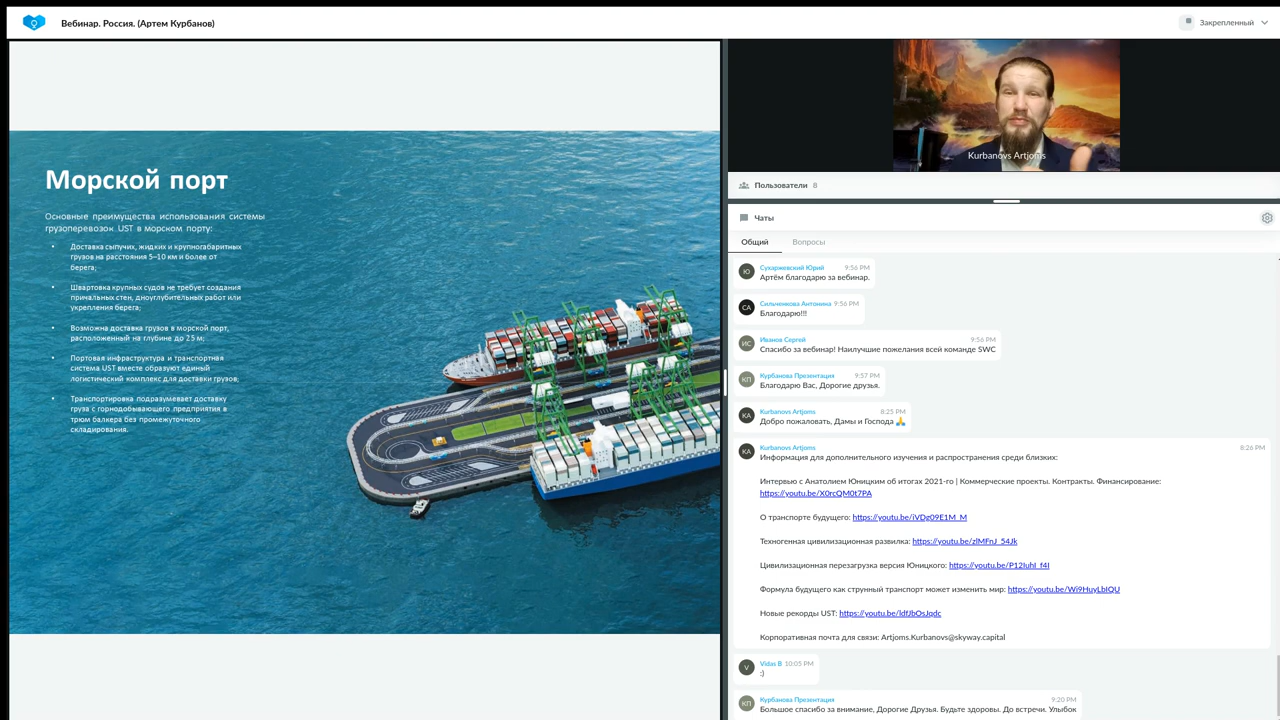 Вебинар. Россия. (Артем Курбанов)
Закрепленный
Морской порт
Основные преимущества использования системы
грузоперевозок UST в морском порту:
• Доставка сыпучих, жидких и крупногабаритных
грузов на расстояния 5–10 км и более от
берега;
• Швартовка крупных судов не требует создания
причальных стен, дноуглубительных работ или
укрепления берега;
• Возможна доставка грузов в морской порт,
расположенный на глубине до 25 м;
• Портовая инфраструктура и транспортная
система UST вместе образуют единый
логистический комплекс для доставки грузов;
• Транспортировка подразумевает доставку
груза с горнодобывающего предприятия в
трюм балкера без промежуточного
складирования.
Kurbanovs Artjoms
Пользователи 8
Чаты
Общий Вопросы
Ю Сухаржевский Юрий 9:56 PM
Артём благодарю за вебинар.
СА Сильченкова Антонина 9:56 PM
Благодарю!!!
ИС Иванов Сергей 9:56 PM
Спасибо за вебинар! Наилучшие пожелания всей команде SWC
КП Курбанова Презентация 9:57 PM
Благодарю Вас, Дорогие друзья.
KA Kurbanovs Artjoms 8:25 PM
Добро пожаловать, Дамы и Господа 🙏
KA Kurbanovs Artjoms 8:26 PM
Информация для дополнительного изучения и распространения среди близких:
Интервью с Анатолием Юницким об итогах 2021-го | Коммерческие проекты. Контракты. Финансирование:
https://youtu.be/X0rcQM0t7PA
О транспорте будущего: https://youtu.be/iVDg09E1M_M
Техногенная цивилизационная развилка: https://youtu.be/zlMFnJ_54Jk
Цивилизационная перезагрузка версия Юницкого: https://youtu.be/P12IuhI_f4I
Формула будущего как струнный транспорт может изменить мир: https://youtu.be/Wi9HuyLbIQU
Новые рекорды UST: https://youtu.be/ldfJbOsJqdc
Корпоративная почта для связи: Artjoms.Kurbanovs@skyway.capital
V Vidas B 10:05 PM
:)
КП Курбанова Презентация 9:20 PM
Большое спасибо за внимание, Дорогие Друзья. Будьте здоровы. До встречи. Улыбок